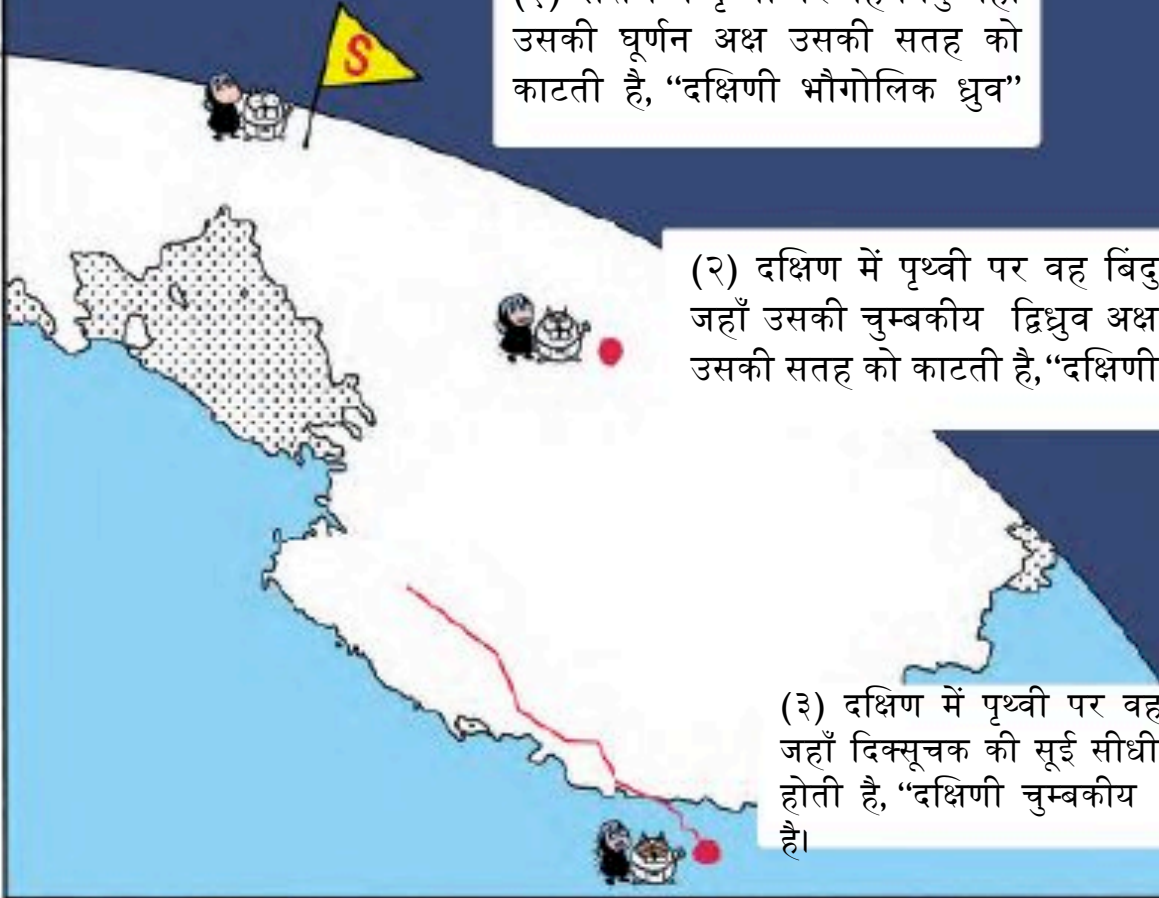 S
उसकी घूर्णन अक्ष उसकी सतह को
काटती है, “दक्षिणी भौगोलिक ध्रुव”
(२) दक्षिण में पृथ्वी पर वह बिंदु
जहाँ उसकी चुम्बकीय द्विध्रुव अक्ष
उसकी सतह को काटती है,“दक्षिणी
(३) दक्षिण में पृथ्वी पर वह
जहाँ दिक्सूचक की सूई सीधी
होती है, “दक्षिणी चुम्बकीय
है।